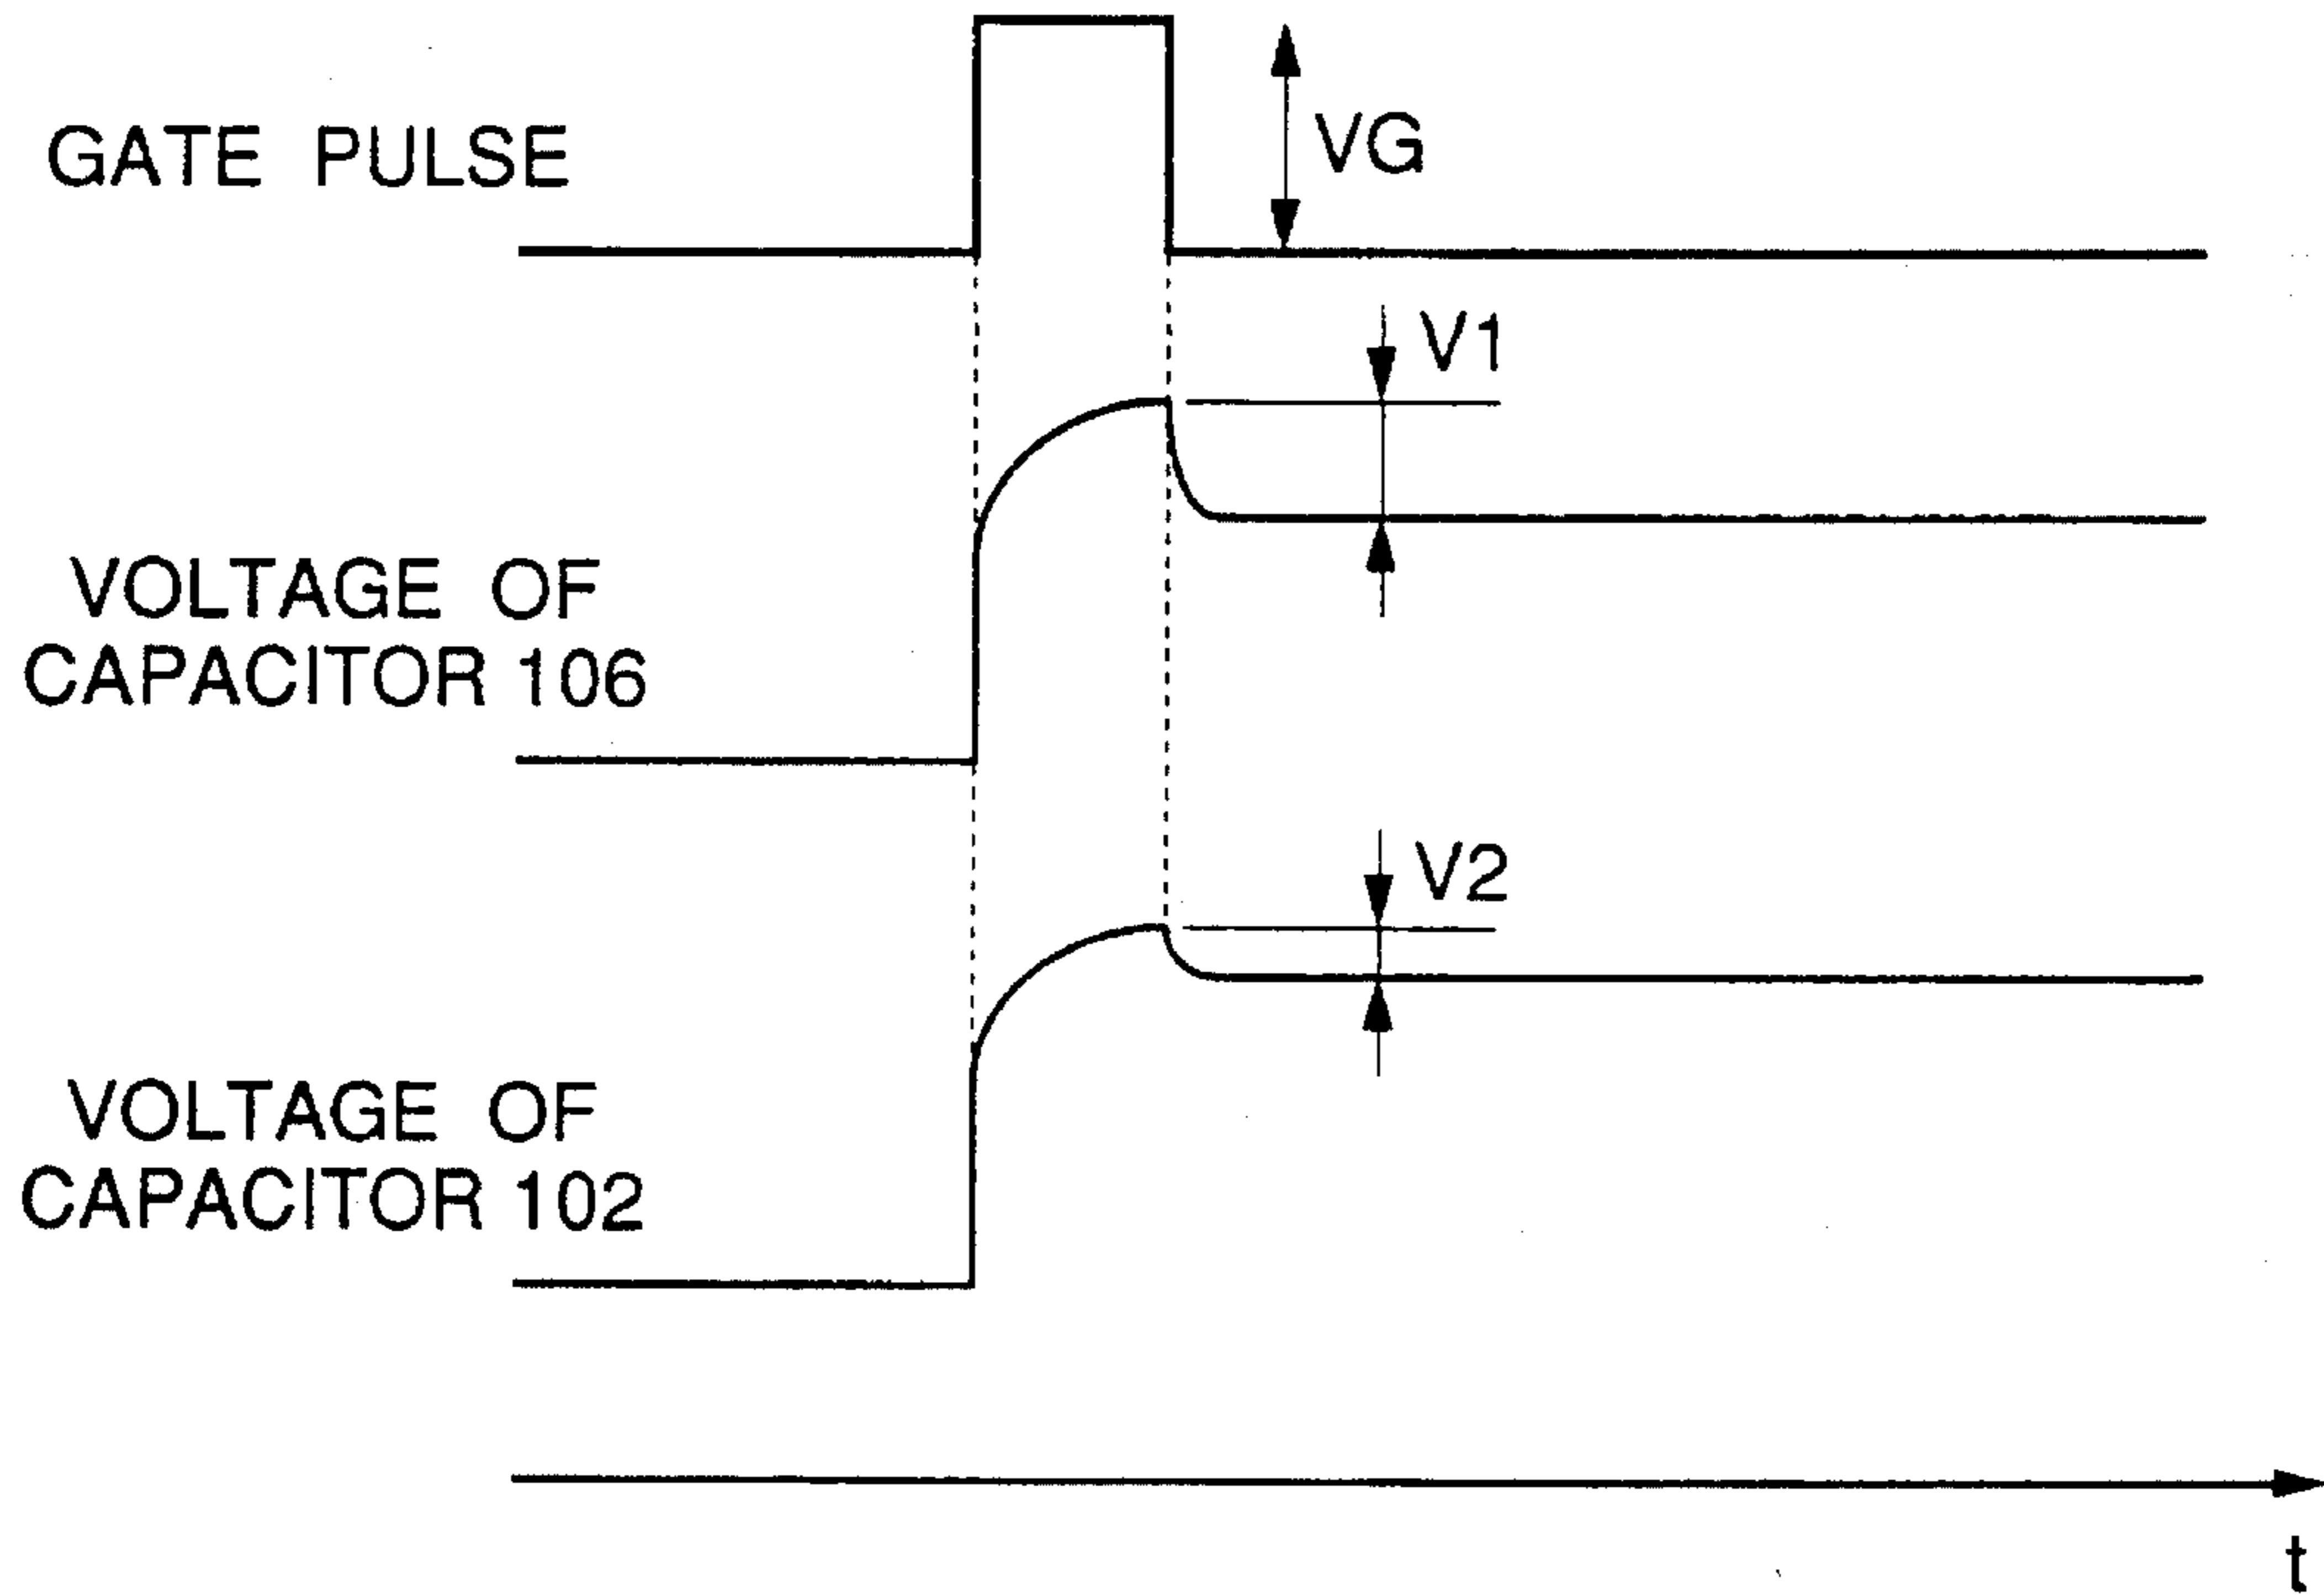 GATE PULSE
VG
V1
VOLTAGE OF
CAPACITOR 106
V2
VOLTAGE OF
CAPACITOR 102
t